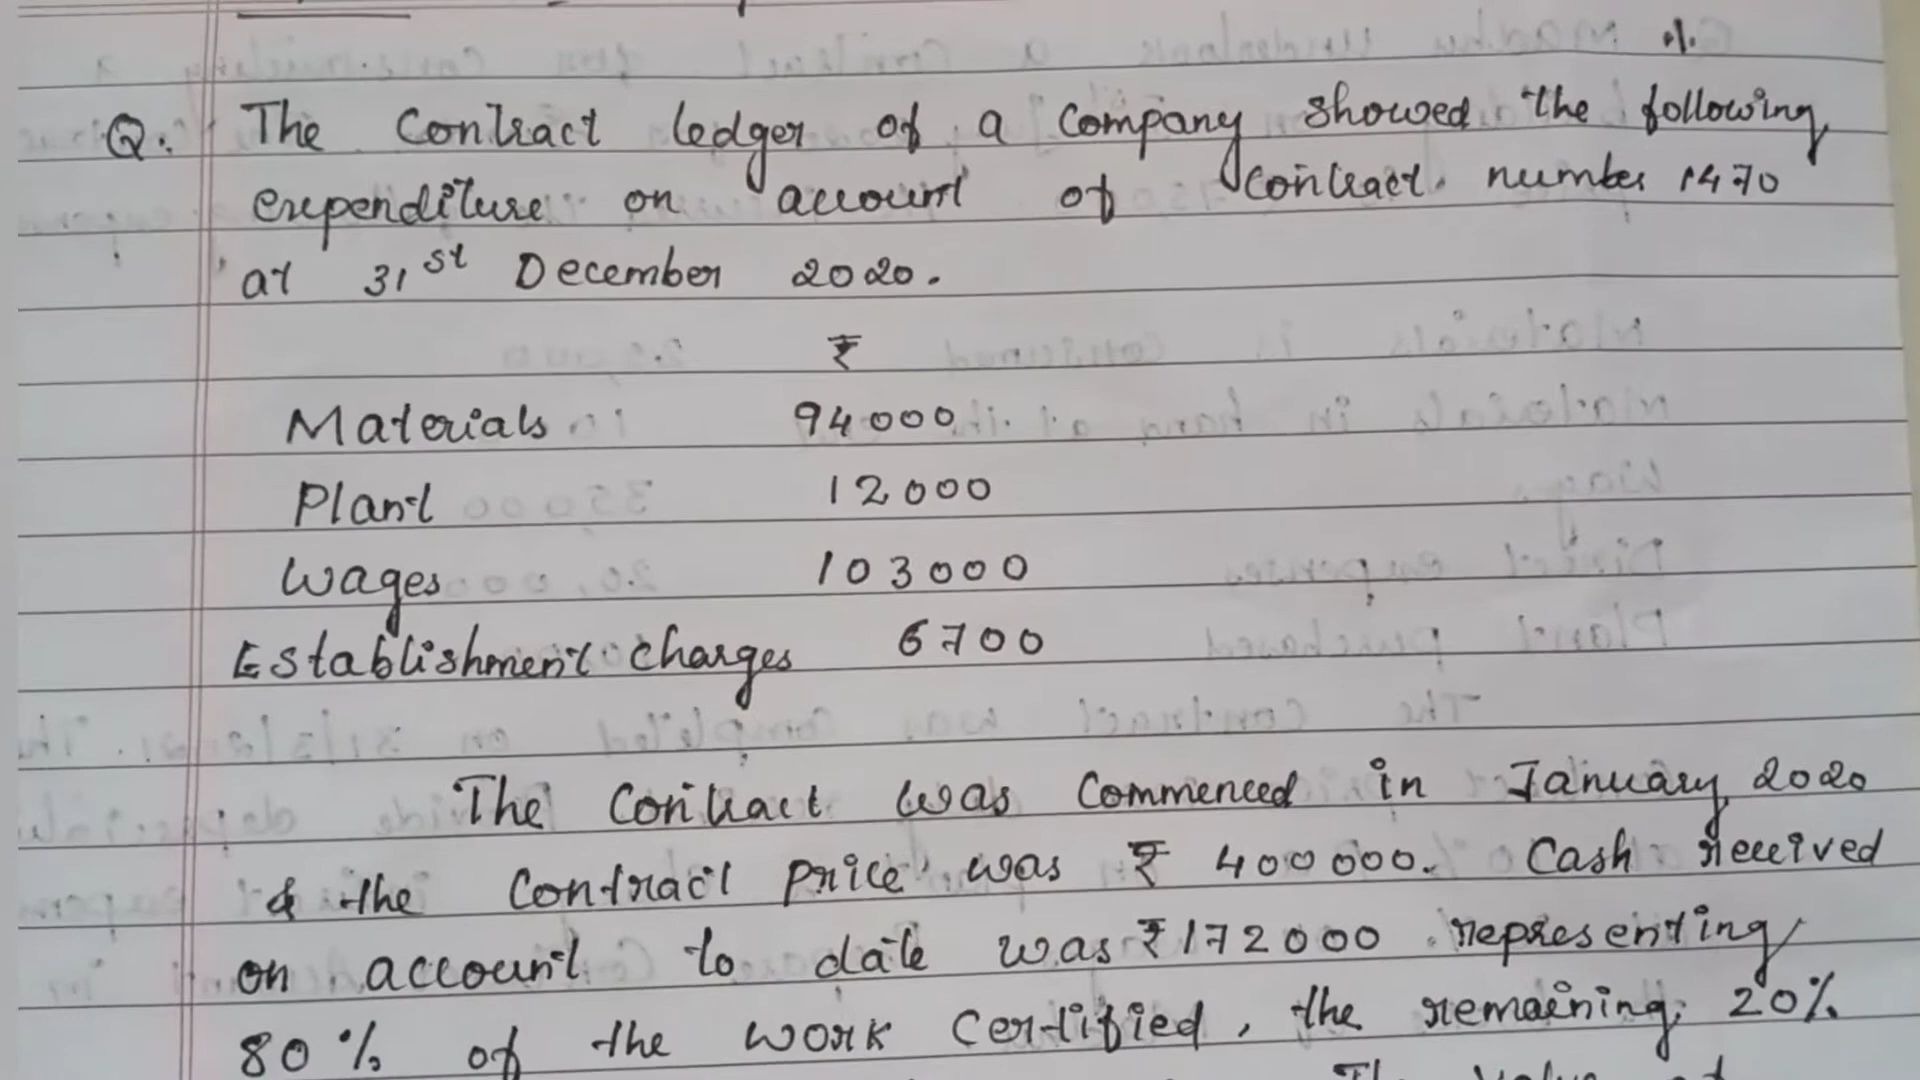 Q. The Contract ledger of a Company showed the following
expenditure on account of Contract number 1470
at 31st December 2020.
₹
Materials 94000
Plant 12000
Wages 103000
Establishment charges 6700
The Contract was Commenced in January 2020
& the Contract price was ₹ 400000. Cash received
on account to date was ₹172000 representing
80% of the work Certified, the remaining 20%